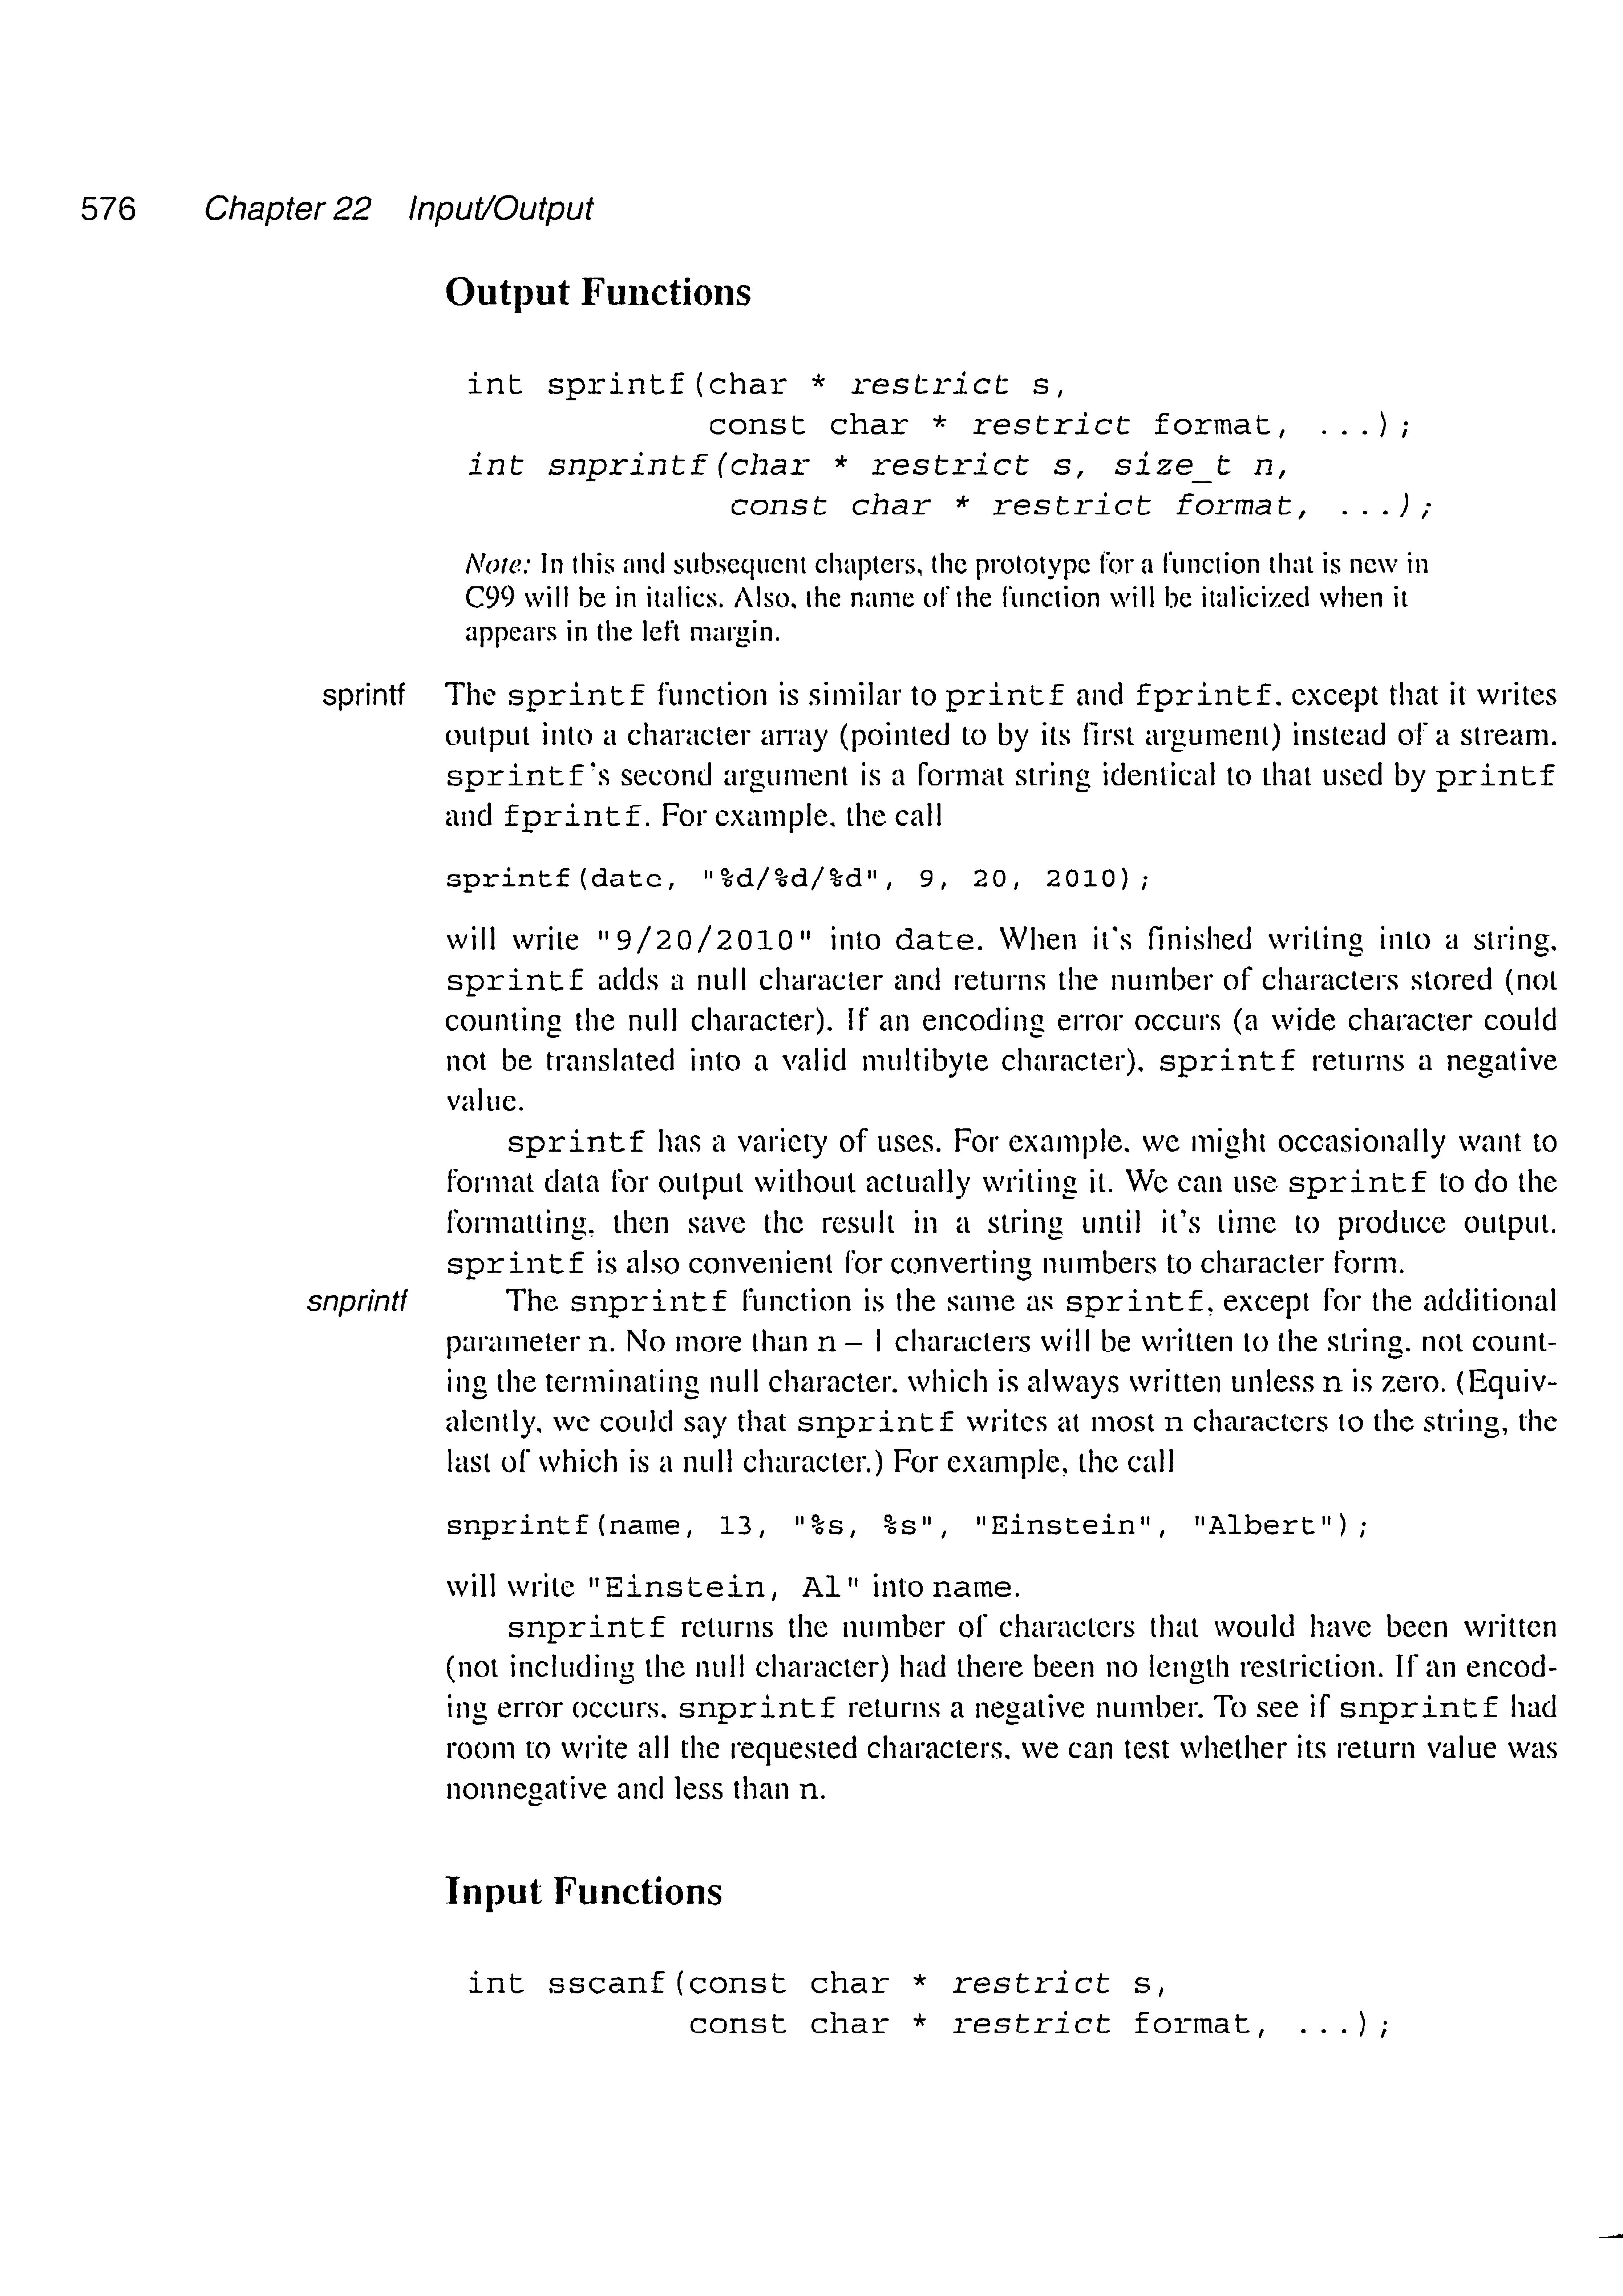 576 Chapter 22 Input/Output
Output Functions
int sprintf(char * restrict s,
const char * restrict format, ...);
int snprintf(char * restrict s, size_t n,
const char * restrict format, ...);
Note: In this and subsequent chapters, the prototype for a function that is new in
C99 will be in italics. Also, the name of the function will be italicized when it
appears in the left margin.
sprintf The sprintf function is similar to printf and fprintf, except that it writes
output into a character array (pointed to by its first argument) instead of a stream.
sprintf's second argument is a format string identical to that used by printf
and fprintf. For example, the call
sprintf(date, "%d/%d/%d", 9, 20, 2010);
will write "9/20/2010" into date. When it's finished writing into a string,
sprintf adds a null character and returns the number of characters stored (not
counting the null character). If an encoding error occurs (a wide character could
not be translated into a valid multibyte character), sprintf returns a negative
value.
sprintf has a variety of uses. For example, we might occasionally want to
format data for output without actually writing it. We can use sprintf to do the
formatting, then save the result in a string until it's time to produce output.
sprintf is also convenient for converting numbers to character form.
snprintf The snprintf function is the same as sprintf, except for the additional
parameter n. No more than n – 1 characters will be written to the string, not count-
ing the terminating null character, which is always written unless n is zero. (Equiv-
alently, we could say that snprintf writes at most n characters to the string, the
last of which is a null character.) For example, the call
snprintf(name, 13, "%s, %s", "Einstein", "Albert");
will write "Einstein, Al" into name.
snprintf returns the number of characters that would have been written
(not including the null character) had there been no length restriction. If an encod-
ing error occurs, snprintf returns a negative number. To see if snprintf had
room to write all the requested characters, we can test whether its return value was
nonnegative and less than n.
Input Functions
int sscanf(const char * restrict s,
const char * restrict format, ...);